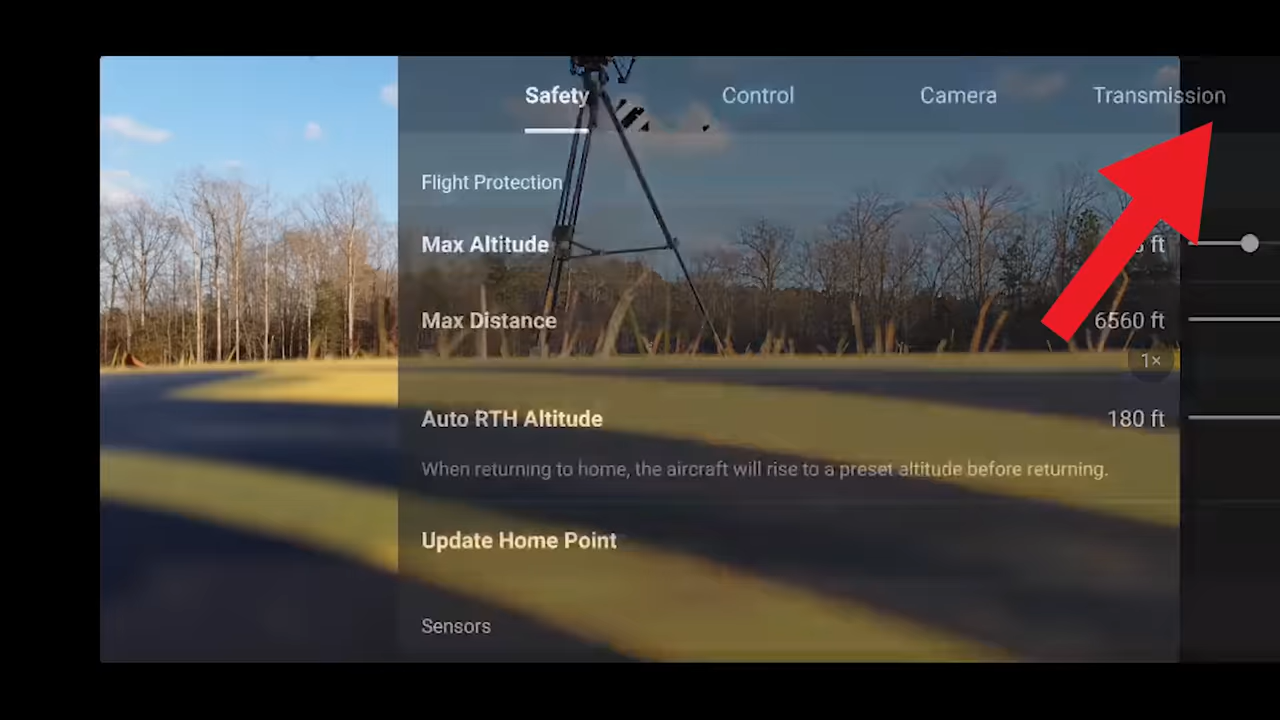 Safety Control Camera Transmission
Flight Protection
Max Altitude ft
Max Distance 6560 ft
1×
Auto RTH Altitude 180 ft
When returning to home, the aircraft will rise to a preset altitude before returning.
Update Home Point
Sensors